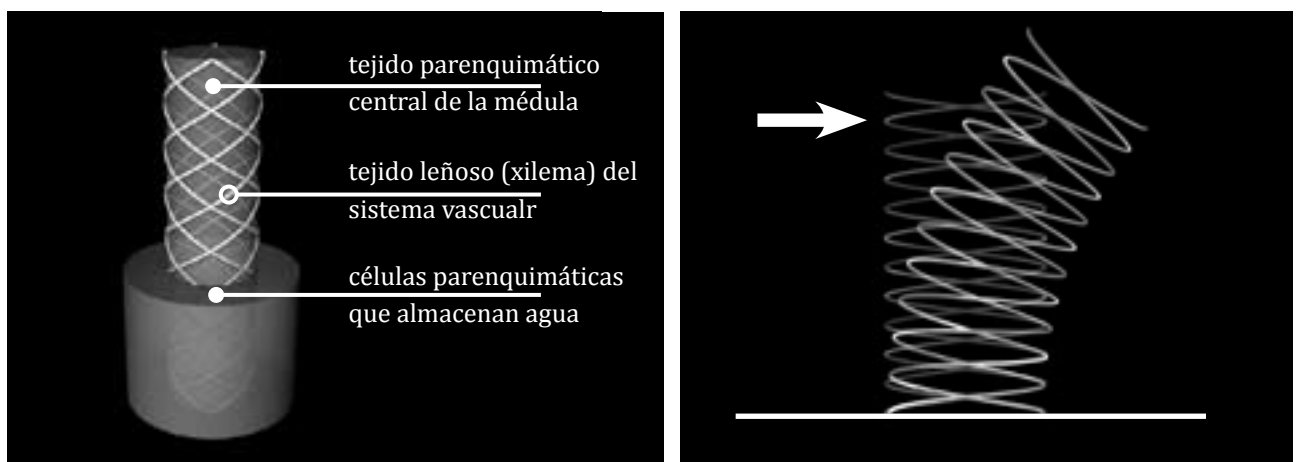 tejido parenquimático
central de la médula
tejido leñoso (xilema) del
sistema vascualr
células parenquimáticas
que almacenan agua